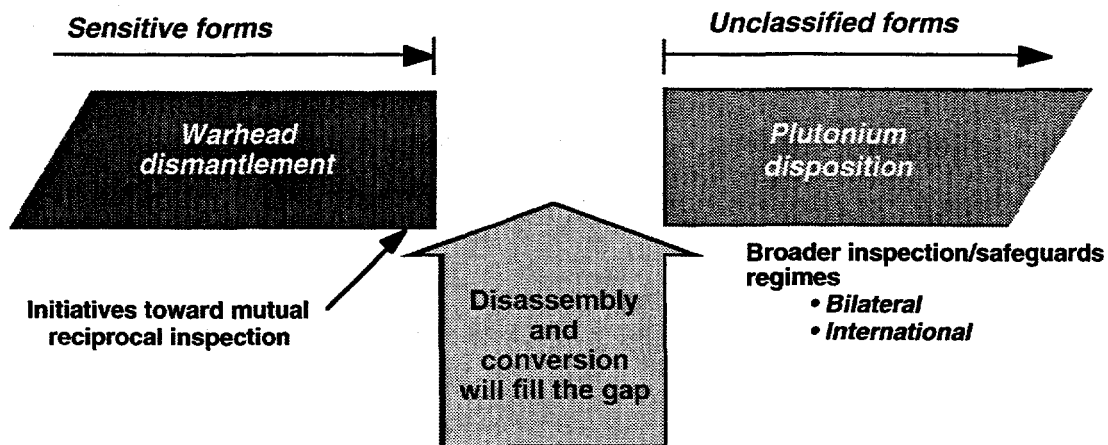 Sensitive forms
Unclassified forms
Warhead
dismantlement
Plutonium
disposition
Initiatives toward mutual
reciprocal inspection
Disassembly
and
conversion
will fill the gap
Broader inspection/safeguards
regimes
• Bilateral
• International